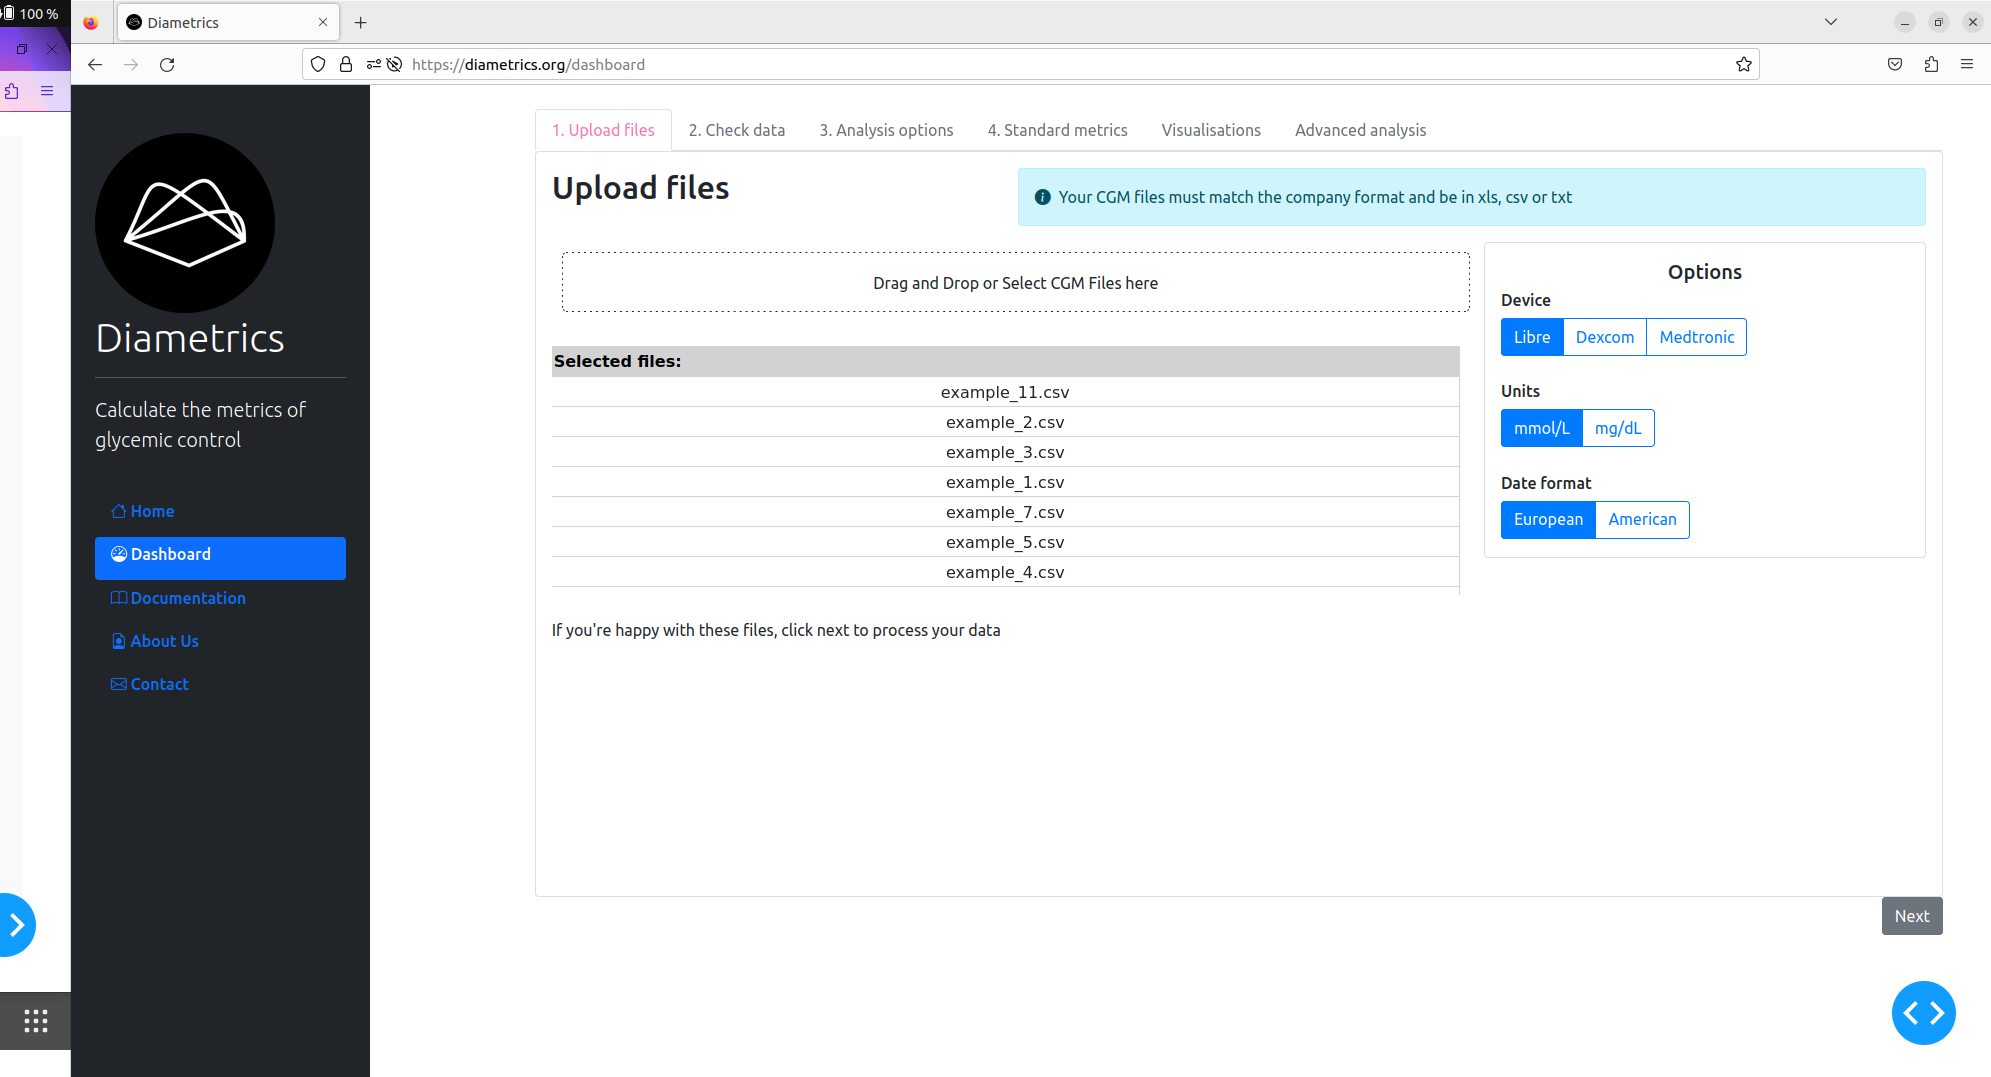 100 %
Diametrics
https://diametrics.org/dashboard
Diametrics
Calculate the metrics of
glycemic control
Home
Dashboard
Documentation
About Us
Contact
1. Upload files
2. Check data
3. Analysis options
4. Standard metrics
Visualisations
Advanced analysis
Upload files
Your CGM files must match the company format and be in xls, csv or txt
Drag and Drop or Select CGM Files here
Selected files:
example_11.csv
example_2.csv
example_3.csv
example_1.csv
example_7.csv
example_5.csv
example_4.csv
If you're happy with these files, click next to process your data
Options
Device
Libre
Dexcom
Medtronic
Units
mmol/L
mg/dL
Date format
European
American
Next